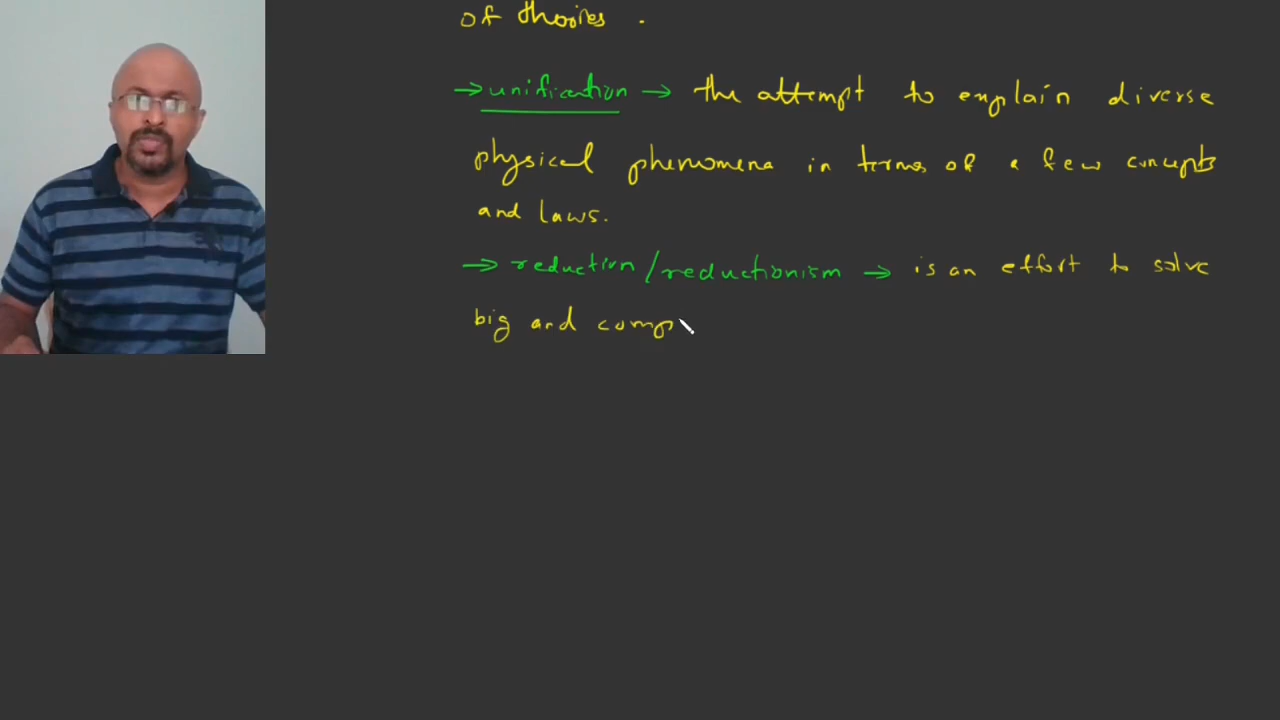 of theories .
→ unification → the attempt to explain diverse
physical phenomena in terms of a few concepts
and laws.
→ reduction/reductionism → is an effort to solve
big and comp